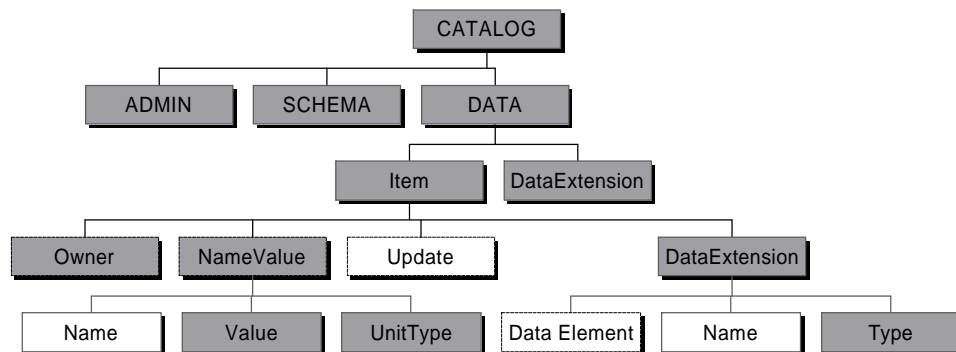 CATALOG
ADMIN
SCHEMA
DATA
Item
DataExtension
Owner
NameValue
Update
DataExtension
Name
Value
UnitType
Data Element
Name
Type